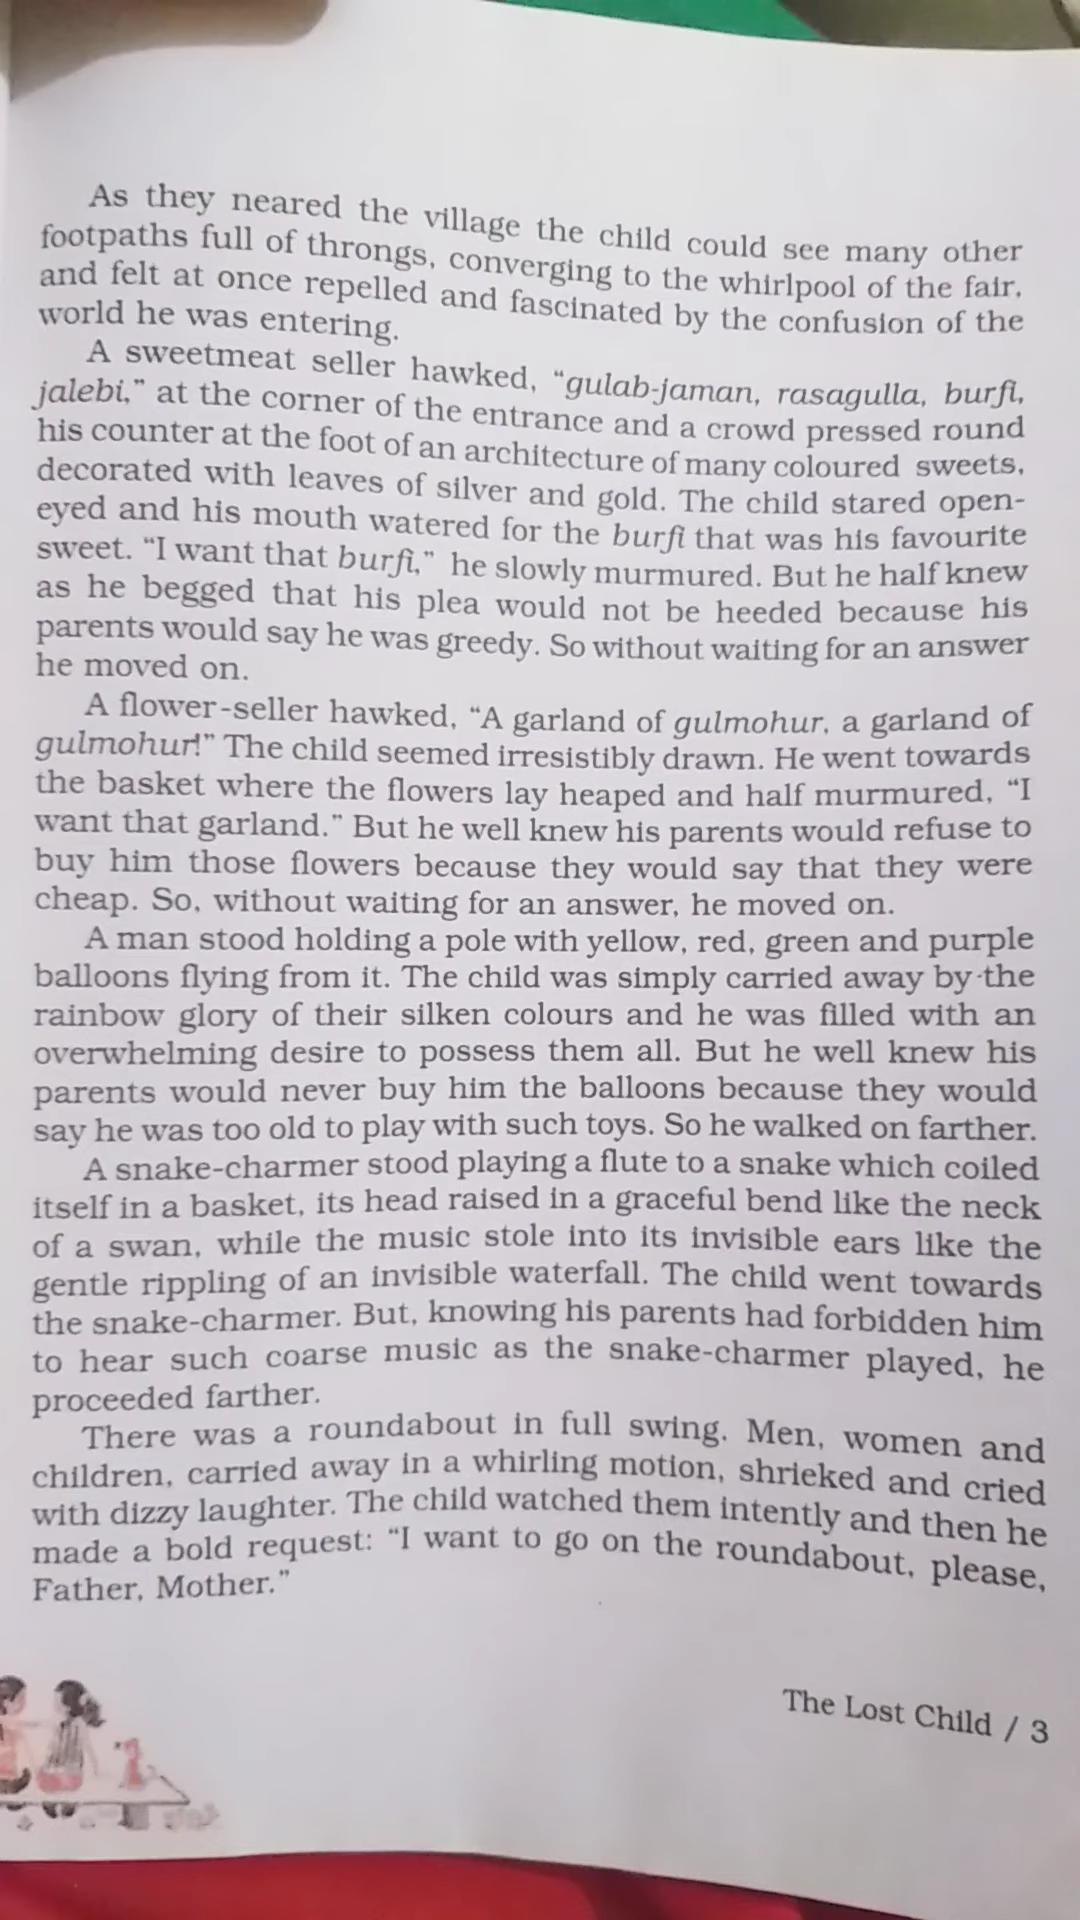 As they neared the village the child could see many other
footpaths full of throngs, converging to the whirlpool of the fair,
and felt at once repelled and fascinated by the confusion of the
world he was entering.
A sweetmeat seller hawked, “gulab-jaman, rasagulla, burfi,
jalebi,” at the corner of the entrance and a crowd pressed round
his counter at the foot of an architecture of many coloured sweets,
decorated with leaves of silver and gold. The child stared open-
eyed and his mouth watered for the burfi that was his favourite
sweet. “I want that burfi,” he slowly murmured. But he half knew
as he begged that his plea would not be heeded because his
parents would say he was greedy. So without waiting for an answer
he moved on.
A flower-seller hawked, “A garland of gulmohur, a garland of
gulmohur!” The child seemed irresistibly drawn. He went towards
the basket where the flowers lay heaped and half murmured, “I
want that garland.” But he well knew his parents would refuse to
buy him those flowers because they would say that they were
cheap. So, without waiting for an answer, he moved on.
A man stood holding a pole with yellow, red, green and purple
balloons flying from it. The child was simply carried away by the
rainbow glory of their silken colours and he was filled with an
overwhelming desire to possess them all. But he well knew his
parents would never buy him the balloons because they would
say he was too old to play with such toys. So he walked on farther.
A snake-charmer stood playing a flute to a snake which coiled
itself in a basket, its head raised in a graceful bend like the neck
of a swan, while the music stole into its invisible ears like the
gentle rippling of an invisible waterfall. The child went towards
the snake-charmer. But, knowing his parents had forbidden him
to hear such coarse music as the snake-charmer played, he
proceeded farther.
There was a roundabout in full swing. Men, women and
children, carried away in a whirling motion, shrieked and cried
with dizzy laughter. The child watched them intently and then he
made a bold request: “I want to go on the roundabout, please,
Father, Mother.”
The Lost Child / 3